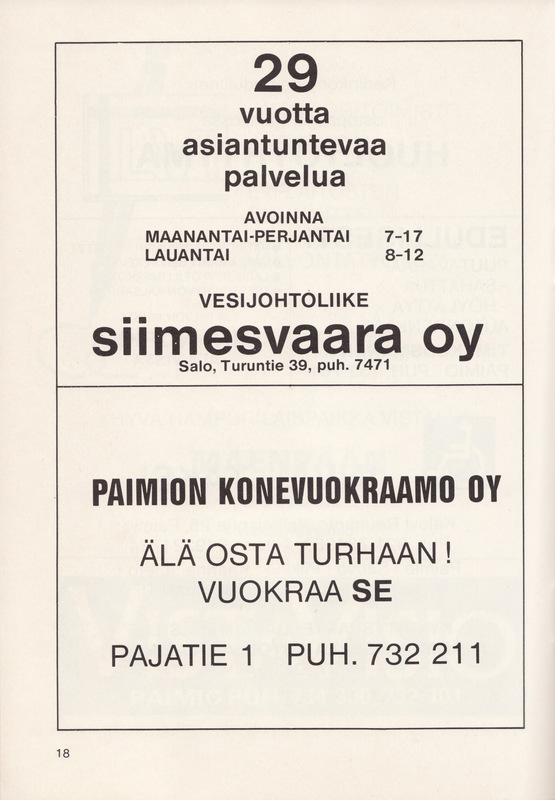 29
vuotta
asiantuntevaa
palvelua
AVOINNA
MAANANTAI-PERJANTAI 7-17
LAUANTAI 8-12
VESIJOHTOLIIKE
siimesvaara oy
Salo, Turuntie 39, puh. 7471
PAIMION KONEVUOKRAAMO OY
ÄLÄ OSTA TURHAAN !
VUOKRAA SE
PAJATIE 1 PUH. 732 211
18